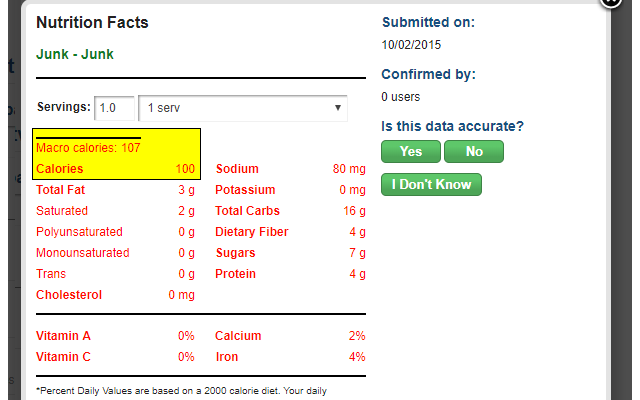 Nutrition Facts
Junk - Junk
Servings: 1.0 1 serv
Macro calories: 107
Calories 100 Sodium 80 mg
Total Fat 3 g Potassium 0 mg
Saturated 2 g Total Carbs 16 g
Polyunsaturated 0 g Dietary Fiber 4 g
Monounsaturated 0 g Sugars 7 g
Trans 0 g Protein 4 g
Cholesterol 0 mg
Vitamin A 0% Calcium 2%
Vitamin C 0% Iron 4%
*Percent Daily Values are based on a 2000 calorie diet. Your daily
Submitted on:
10/02/2015
Confirmed by:
0 users
Is this data accurate?
Yes No
I Don't Know